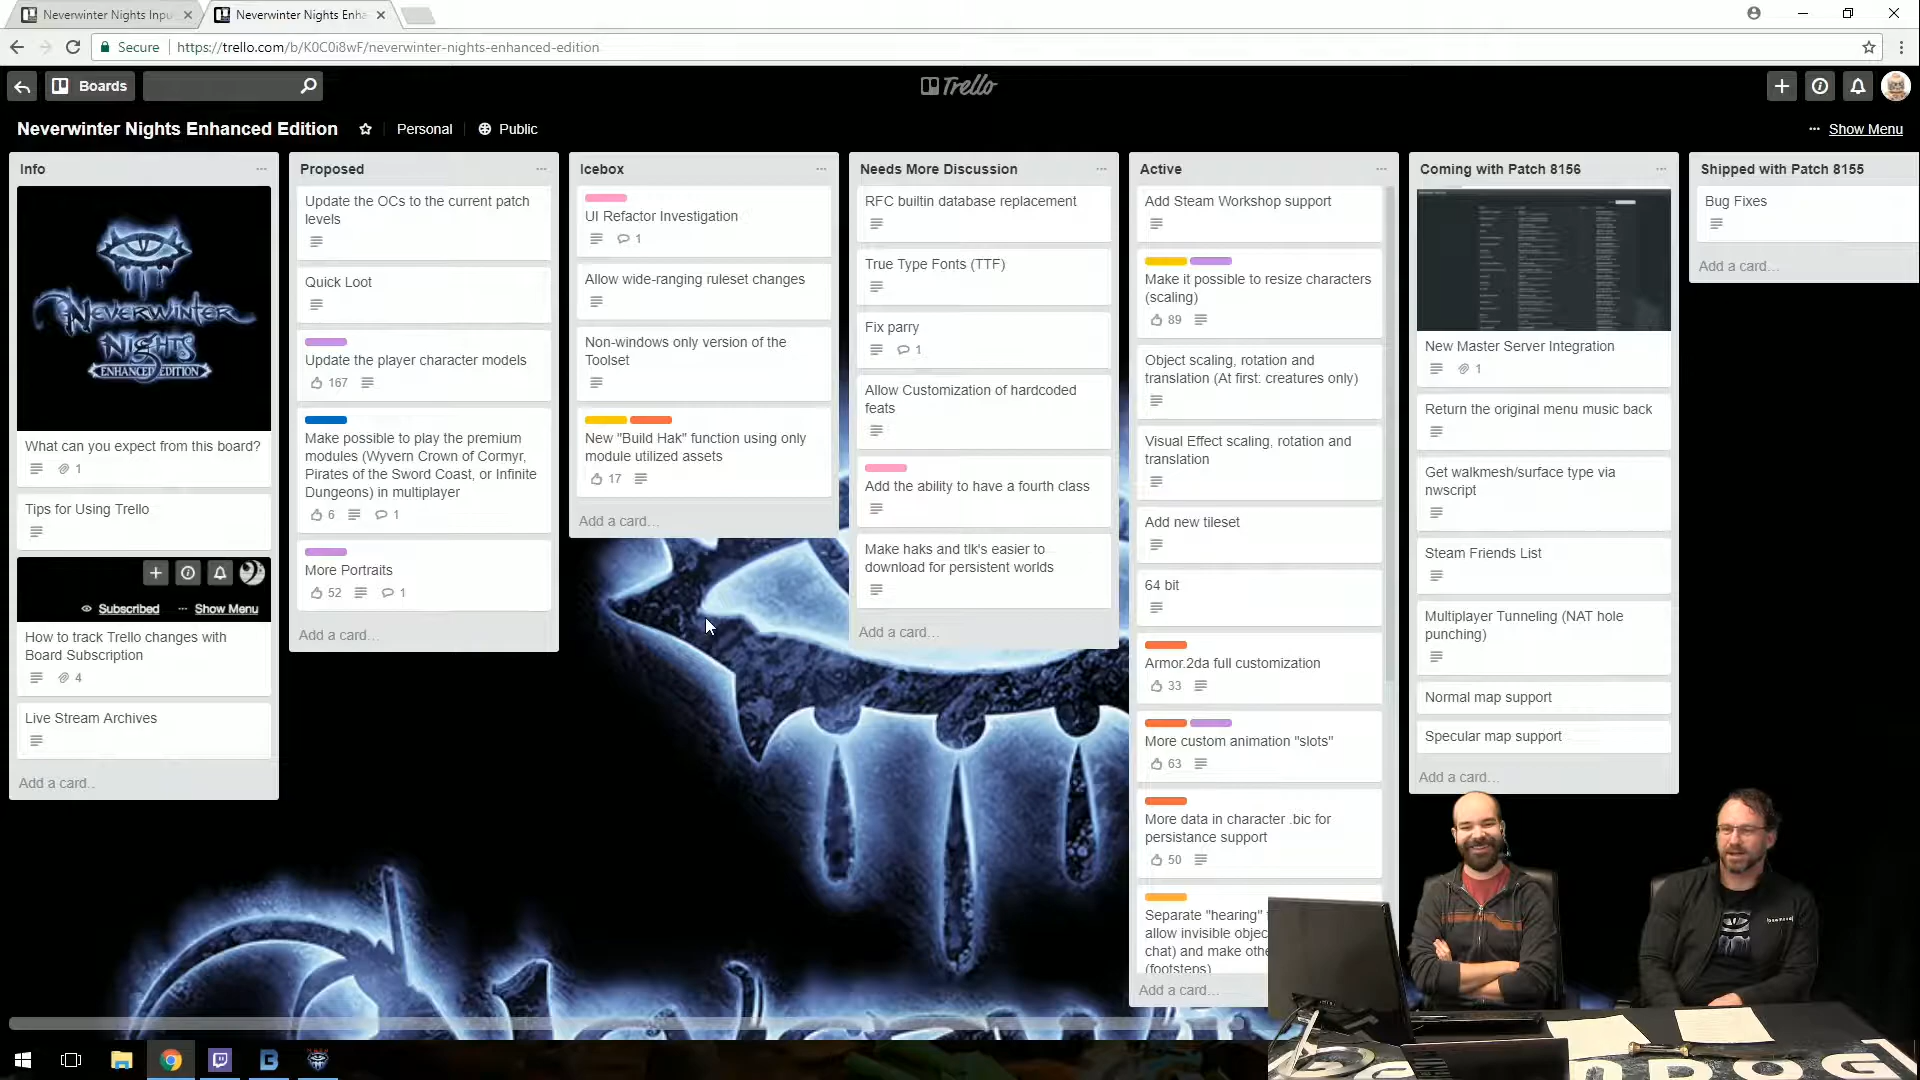 Neverwinter Nights Inpu
Neverwinter Nights Enha
Secure
https://trello.com/b/K0C0i8wF/neverwinter-nights-enhanced-edition
Boards
Trello
Neverwinter Nights Enhanced Edition
Personal
Public
Show Menu
Info
NEVERWINTER
NIGHTS
ENHANCED EDITION
What can you expect from this board?
1
Tips for Using Trello
Subscribed
Show Menu
How to track Trello changes with
Board Subscription
4
Live Stream Archives
Add a card..
Proposed
Update the OCs to the current patch
levels
Quick Loot
Update the player character models
167
Make possible to play the premium
modules (Wyvern Crown of Cormyr,
Pirates of the Sword Coast, or Infinite
Dungeons) in multiplayer
6
1
More Portraits
52
1
Add a card...
Icebox
UI Refactor Investigation
1
Allow wide-ranging ruleset changes
Non-windows only version of the
Toolset
New "Build Hak" function using only
module utilized assets
17
Add a card...
Needs More Discussion
RFC builtin database replacement
True Type Fonts (TTF)
Fix parry
1
Allow Customization of hardcoded
feats
Add the ability to have a fourth class
Make haks and tlk's easier to
download for persistent worlds
Add a card...
Active
Add Steam Workshop support
Make it possible to resize characters
(scaling)
89
Object scaling, rotation and
translation (At first: creatures only)
Visual Effect scaling, rotation and
translation
Add new tileset
64 bit
Armor.2da full customization
33
More custom animation "slots"
63
More data in character .bic for
persistance support
50
Separate "hearing"
allow invisible objec
chat) and make othe
(footsteps)
Add a card...
Coming with Patch 8156
New Master Server Integration
1
Return the original menu music back
Get walkmesh/surface type via
nwscript
Steam Friends List
Multiplayer Tunneling (NAT hole
punching)
Normal map support
Specular map support
Add a card...
Shipped with Patch 8155
Bug Fixes
Add a card...